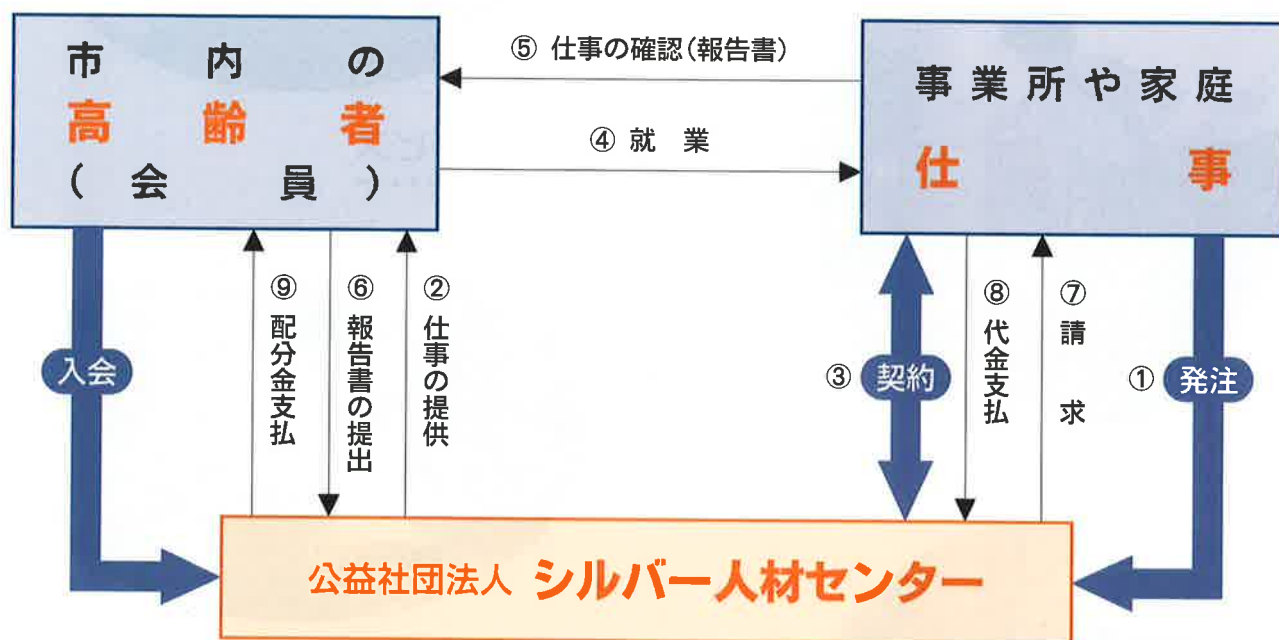 市内の
高齢者
(会員)
⑤ 仕事の確認(報告書)
④ 就業
事業所や家庭
仕事
入会
⑨ 配分金支払
⑥ 報告書の提出
② 仕事の提供
③ 契約
⑧ 代金支払
⑦ 請求
① 発注
公益社団法人 シルバー人材センター